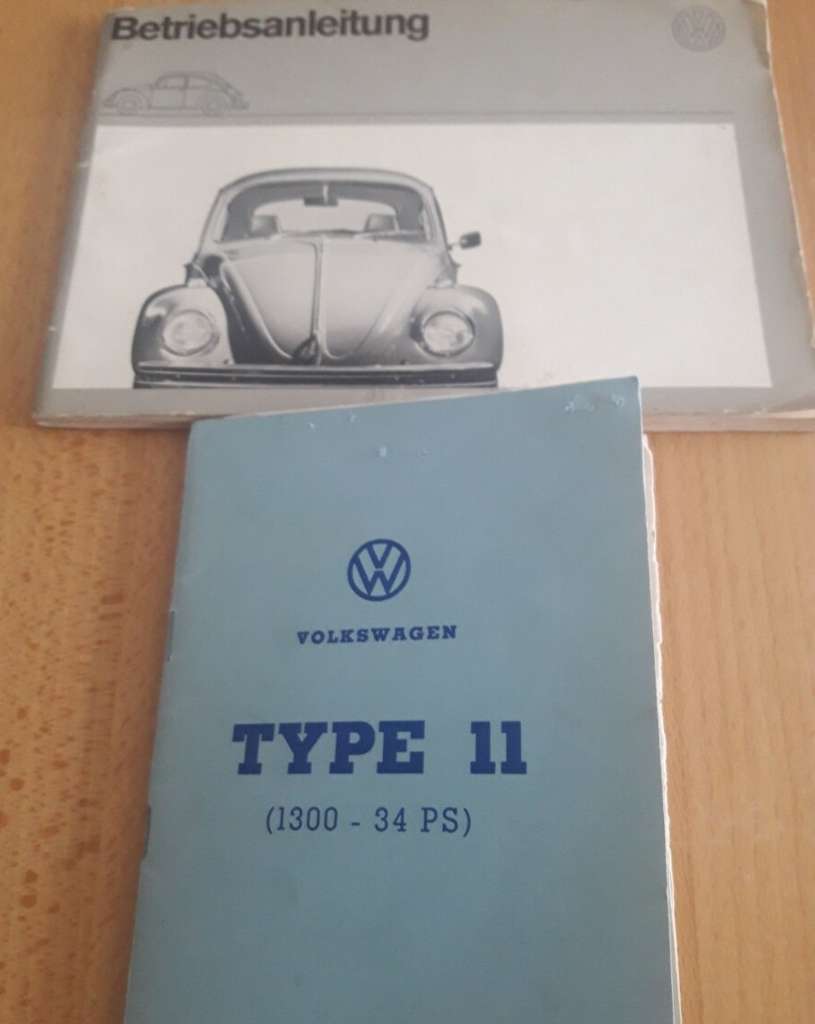 Betriebsanleitung
VOLKSWAGEN
TYPE 11
(1300 - 34 PS)